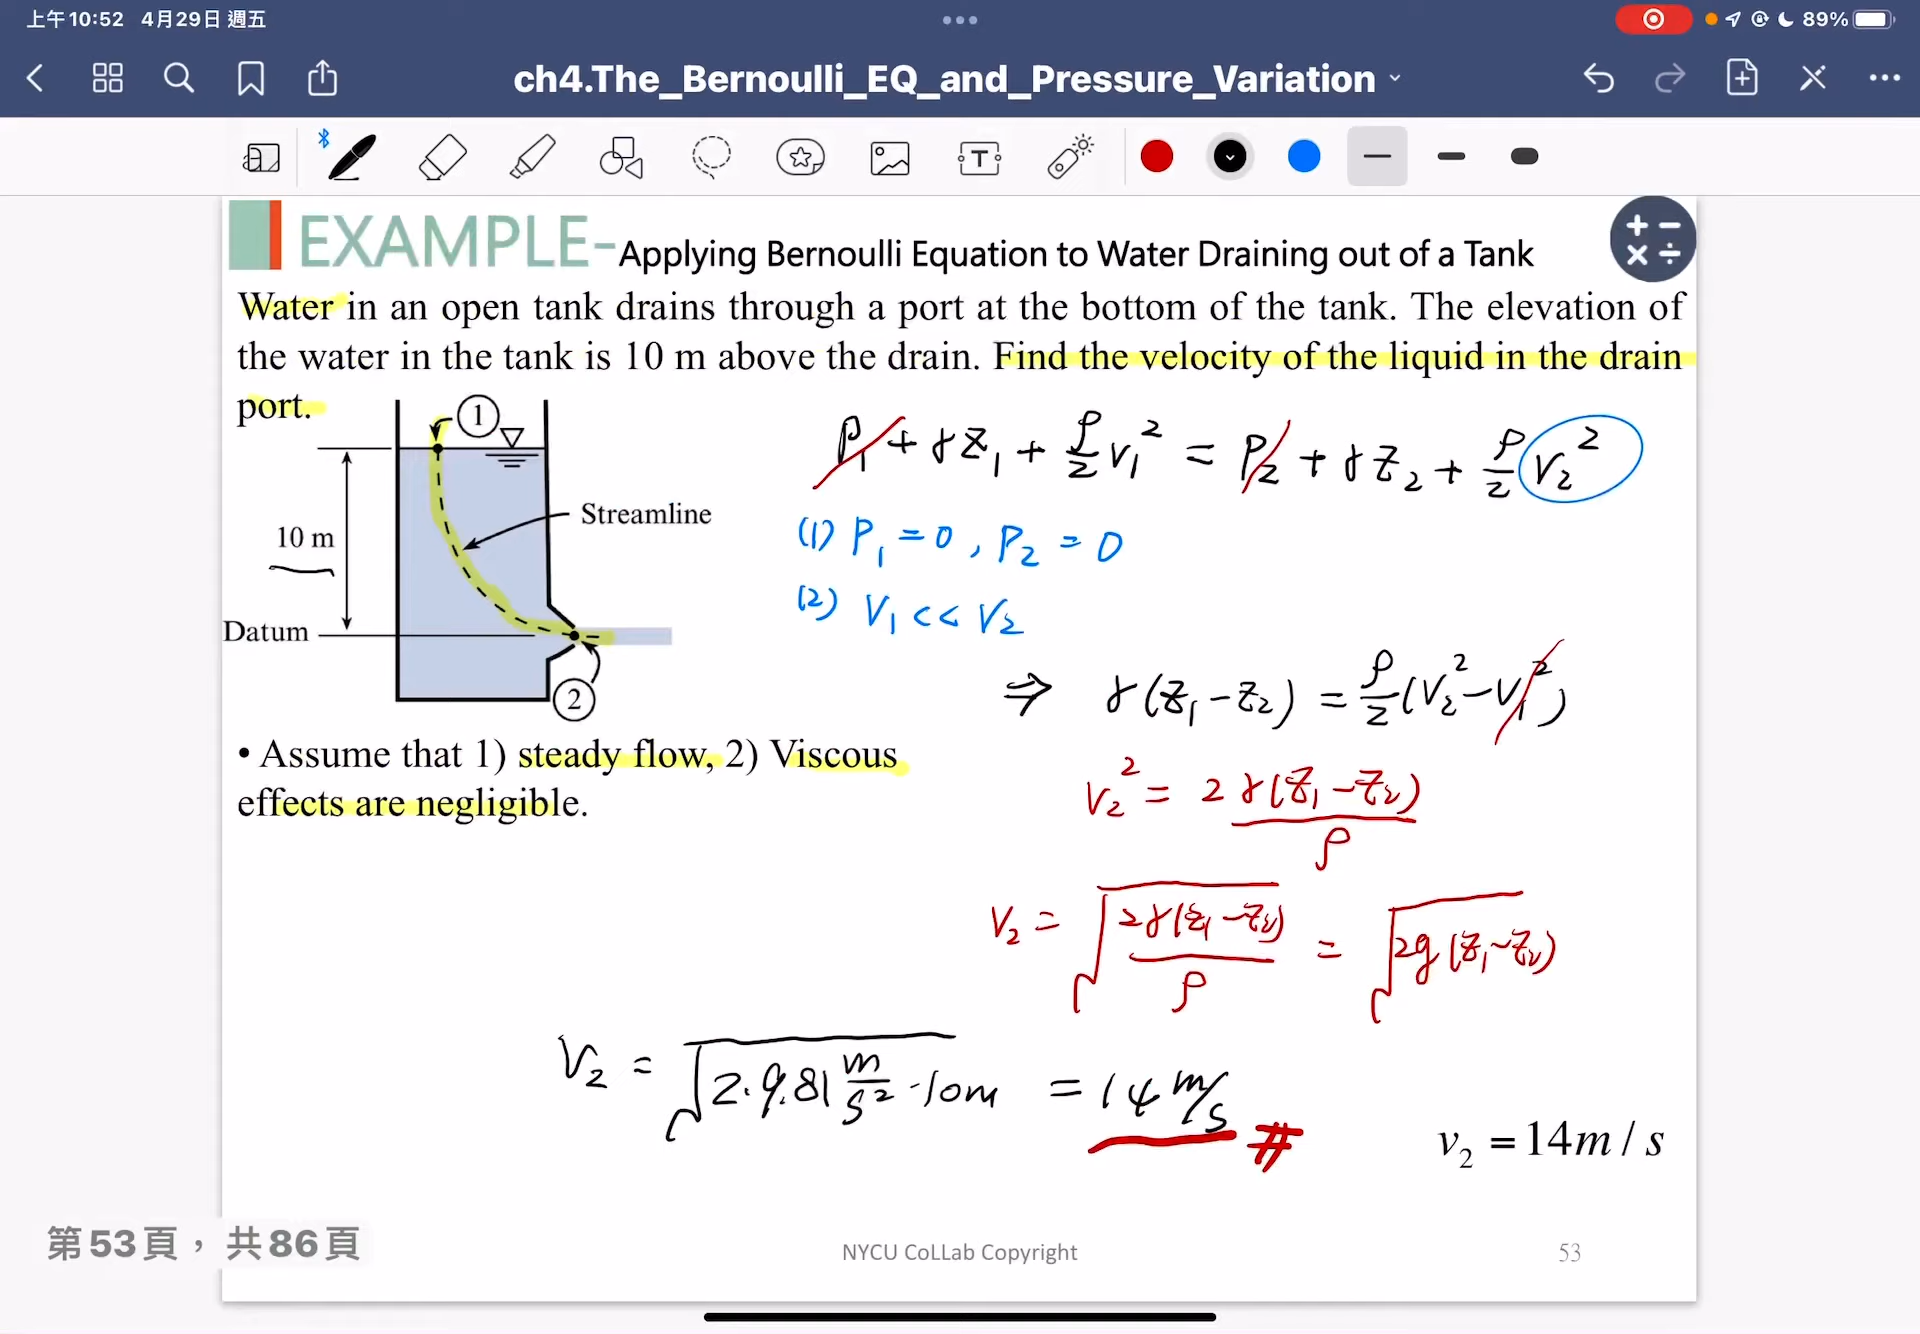 上午10:52 4月29日 週五
89%
ch4.The_Bernoulli_EQ_and_Pressure_Variation
EXAMPLE-Applying Bernoulli Equation to Water Draining out of a Tank
Water in an open tank drains through a port at the bottom of the tank. The elevation of
the water in the tank is 10 m above the drain. Find the velocity of the liquid in the drain
port.
1
Streamline
10 m
Datum
2
P₁ + γz₁ + ρ/2 V₁² = P₂ + γz₂ + ρ/2 V₂²
(1) P₁ = 0, P₂ = 0
(2) V₁ << V₂
⇒ γ(z₁-z₂) = ρ/2 (V₂²-V₁²)
• Assume that 1) steady flow, 2) Viscous
effects are negligible.
V₂² = 2γ(z₁-z₂)/ρ
V₂ = √(2γ(z₁-z₂)/ρ) = √(2g(z₁-z₂))
V₂ = √(2·9.81 m/s² ·10m) = 14 m/s #
v₂ = 14m / s
第53頁，共86頁
NYCU CoLLab Copyright
53